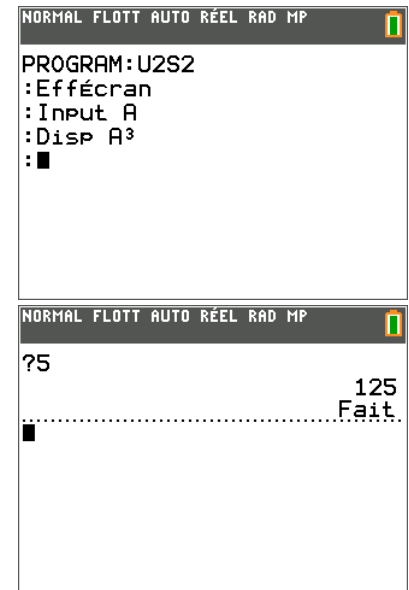 NORMAL FLOTT AUTO RÉEL RAD MP
PROGRAM:U2S2
:EffÉcran
:Input A
:Disp A³
:
NORMAL FLOTT AUTO RÉEL RAD MP
?5
125
Fait